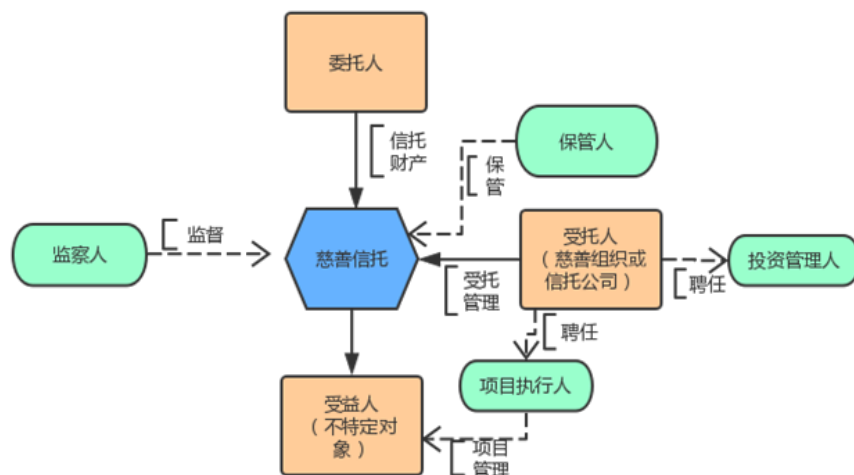 委托人
信托
财产
保管人
保
管
监督
监察人
慈善信托
受托人
（慈善组织或
信托公司）
投资管理人
受托
管理
聘任
聘任
项目执行人
受益人
（不特定对
象）
项目
管理